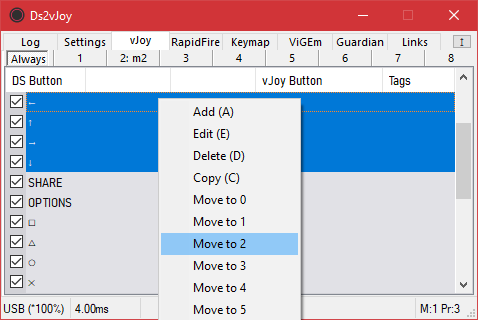 Ds2vJoy
Log Settings vJoy RapidFire Keymap ViGEm Guardian Links
Always 1 2: m2 3 4 5 6 7 8
DS Button vJoy Button Tags
←
↑
→
↓
SHARE
OPTIONS
□
△
○
×
Add (A)
Edit (E)
Delete (D)
Copy (C)
Move to 0
Move to 1
Move to 2
Move to 3
Move to 4
Move to 5
USB (*100%) 4.00ms M:1 Pr:3